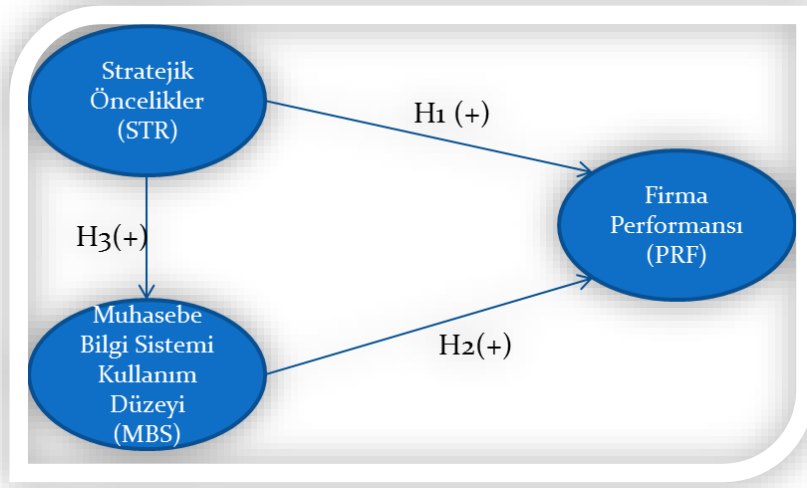 Stratejik
Öncelikler
(STR)
H1 (+)
Firma
Performansı
(PRF)
H3(+)
Muhasebe
Bilgi Sistemi
Kullanım
Düzeyi
(MBS)
H2(+)